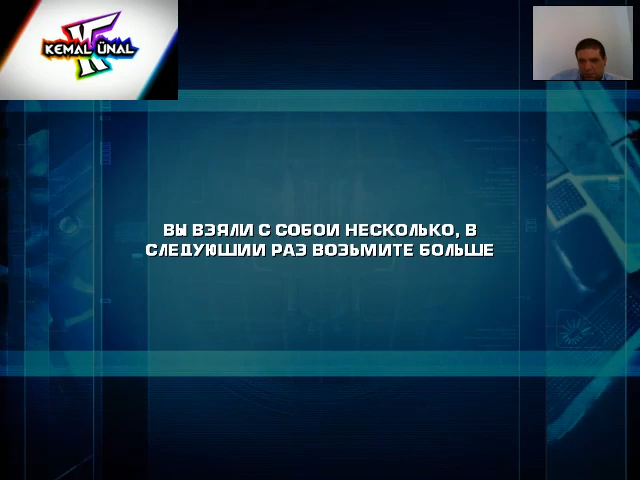 KEMAL ÜNAL
ВЫ ВЗЯЛИ С СОБОИ НЕСКОЛЬКО, В
СЛЕДУЮШИИ РАЗ ВОЗЬМИТЕ БОЛЬШЕ